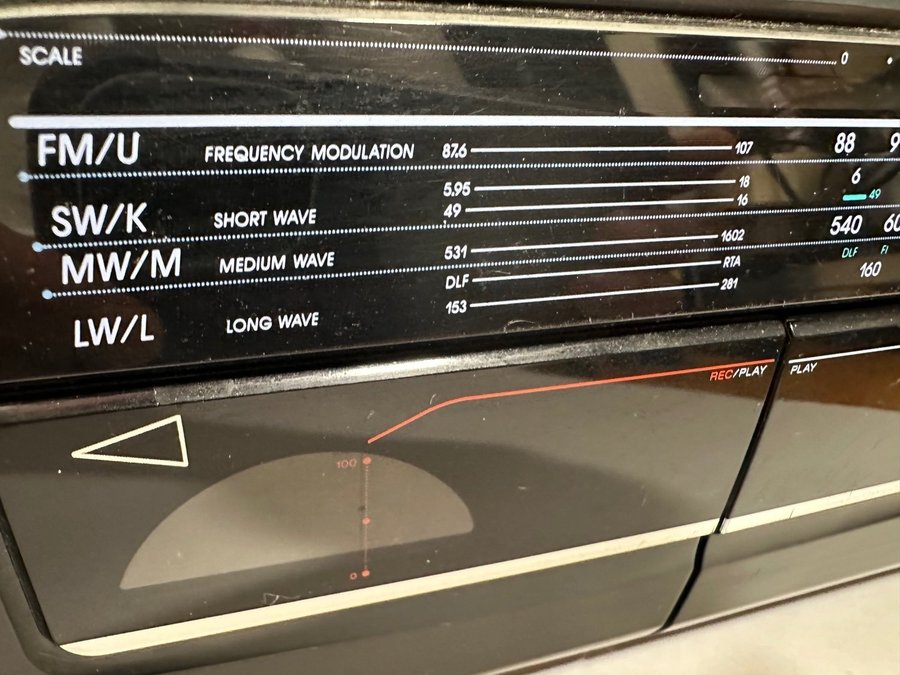 SCALE 0
FM/U FREQUENCY MODULATION 87.6 107 88
5.95 18 6
SW/K SHORT WAVE 49 16 49
MW/M MEDIUM WAVE 531 1602 540 60
DLF RTA DLF
LW/L LONG WAVE 153 281 160
REC/PLAY PLAY
100
0